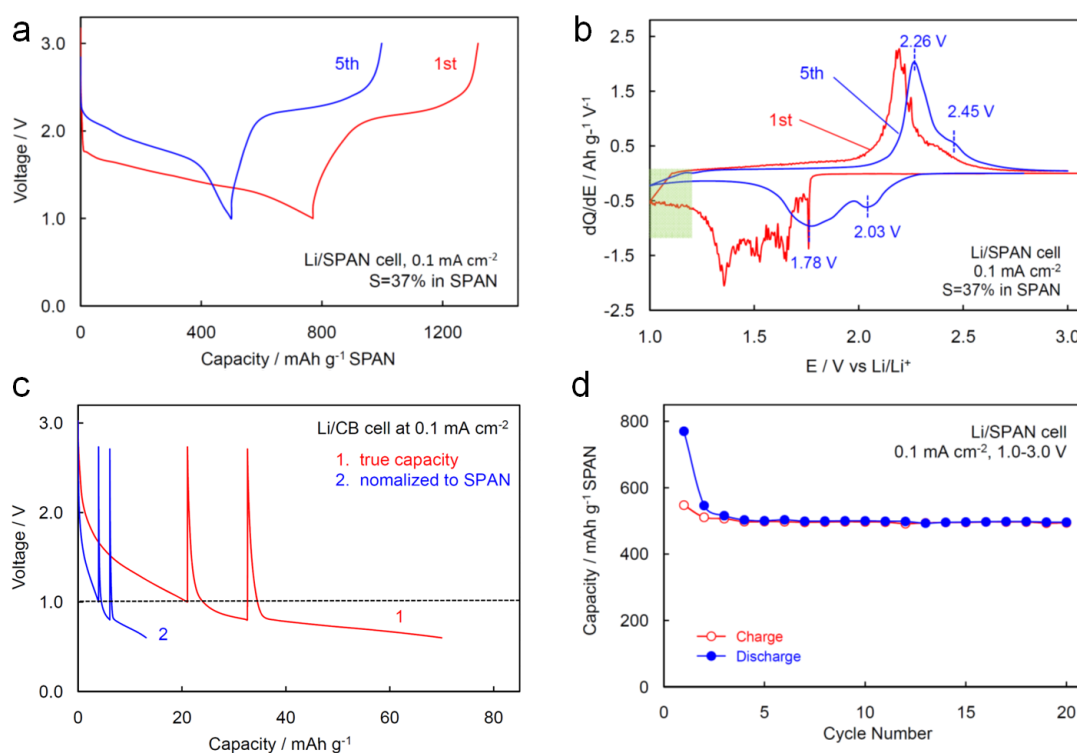 a
3.0
2.0
1.0
0.0
0
400
800
1200
Voltage / V
Capacity / mAh g-1 SPAN
5th
1st
Li/SPAN cell, 0.1 mA cm-2
S=37% in SPAN
b
2.5
1.5
0.5
-0.5
-1.5
-2.5
1.0
1.5
2.0
2.5
3.0
dQ/dE / Ah g-1 V-1
E / V vs Li/Li+
2.26 V
5th
2.45 V
1st
2.03 V
1.78 V
Li/SPAN cell
0.1 mA cm-2
S=37% in SPAN
c
3.0
2.0
1.0
0.0
0
20
40
60
80
Voltage / V
Capacity / mAh g-1
Li/CB cell at 0.1 mA cm-2
1. true capacity
2. nomalized to SPAN
1
2
d
800
600
400
200
0
0
5
10
15
20
Capacity / mAh g-1 SPAN
Cycle Number
Li/SPAN cell
0.1 mA cm-2, 1.0-3.0 V
Charge
Discharge